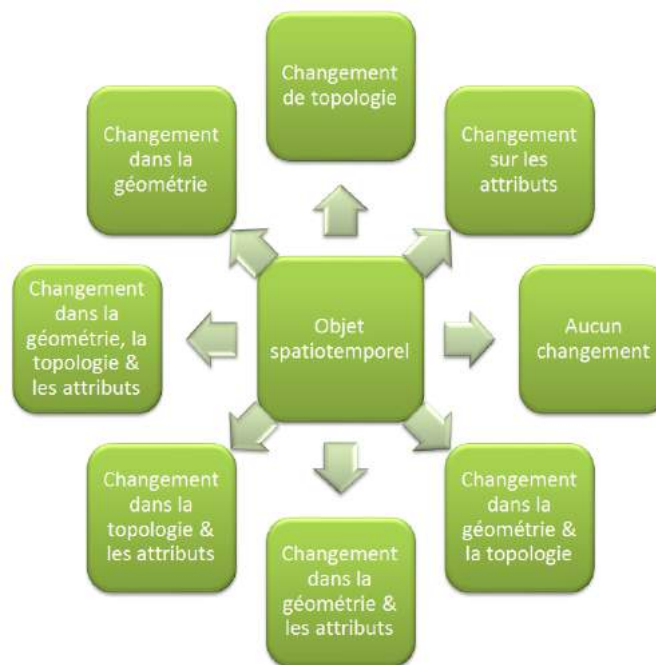 Changement
de topologie
Changement
sur les
attributs
Aucun
changement
Changement
dans la
géométrie &
la topologie
Changement
dans la
géométrie &
les attributs
Changement
dans la
topologie &
les attributs
Changement
dans la
géométrie, la
topologie &
les attributs
Changement
dans la
géométrie
Objet
spatiotemporel